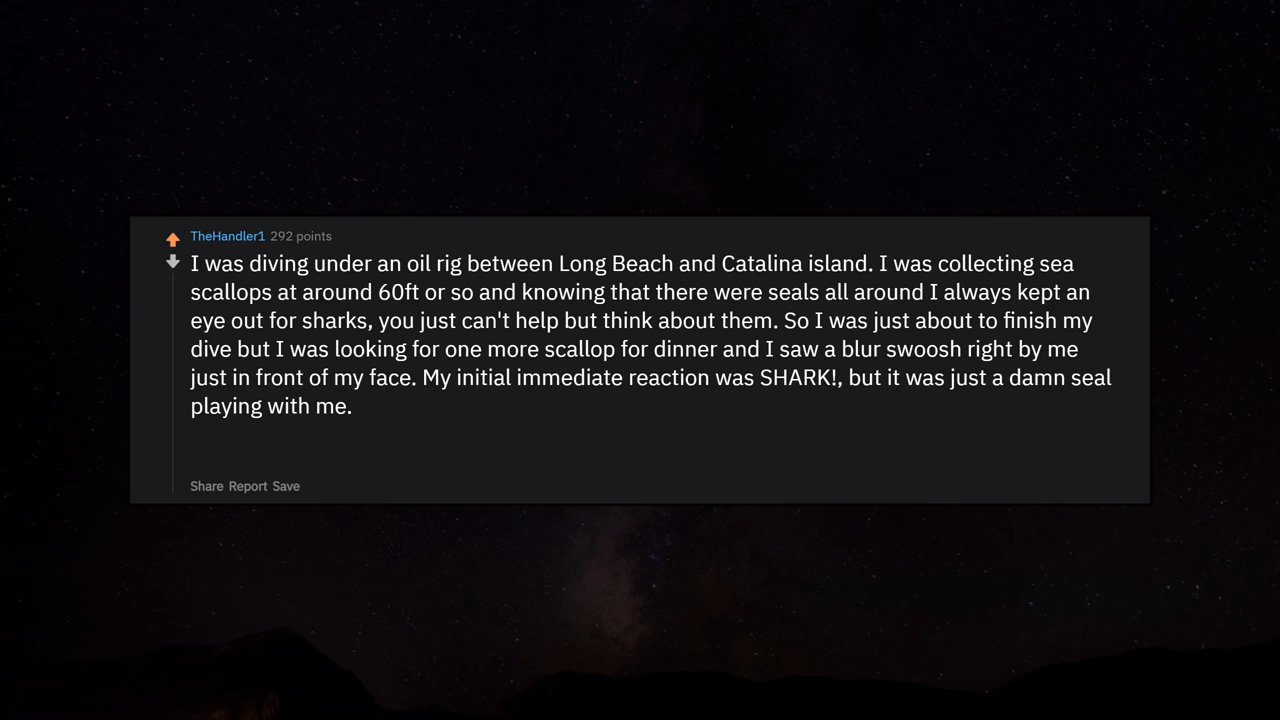 TheHandler1 292 points
I was diving under an oil rig between Long Beach and Catalina island. I was collecting sea
scallops at around 60ft or so and knowing that there were seals all around I always kept an
eye out for sharks, you just can't help but think about them. So I was just about to finish my
dive but I was looking for one more scallop for dinner and I saw a blur swoosh right by me
just in front of my face. My initial immediate reaction was SHARK!, but it was just a damn seal
playing with me.
Share Report Save